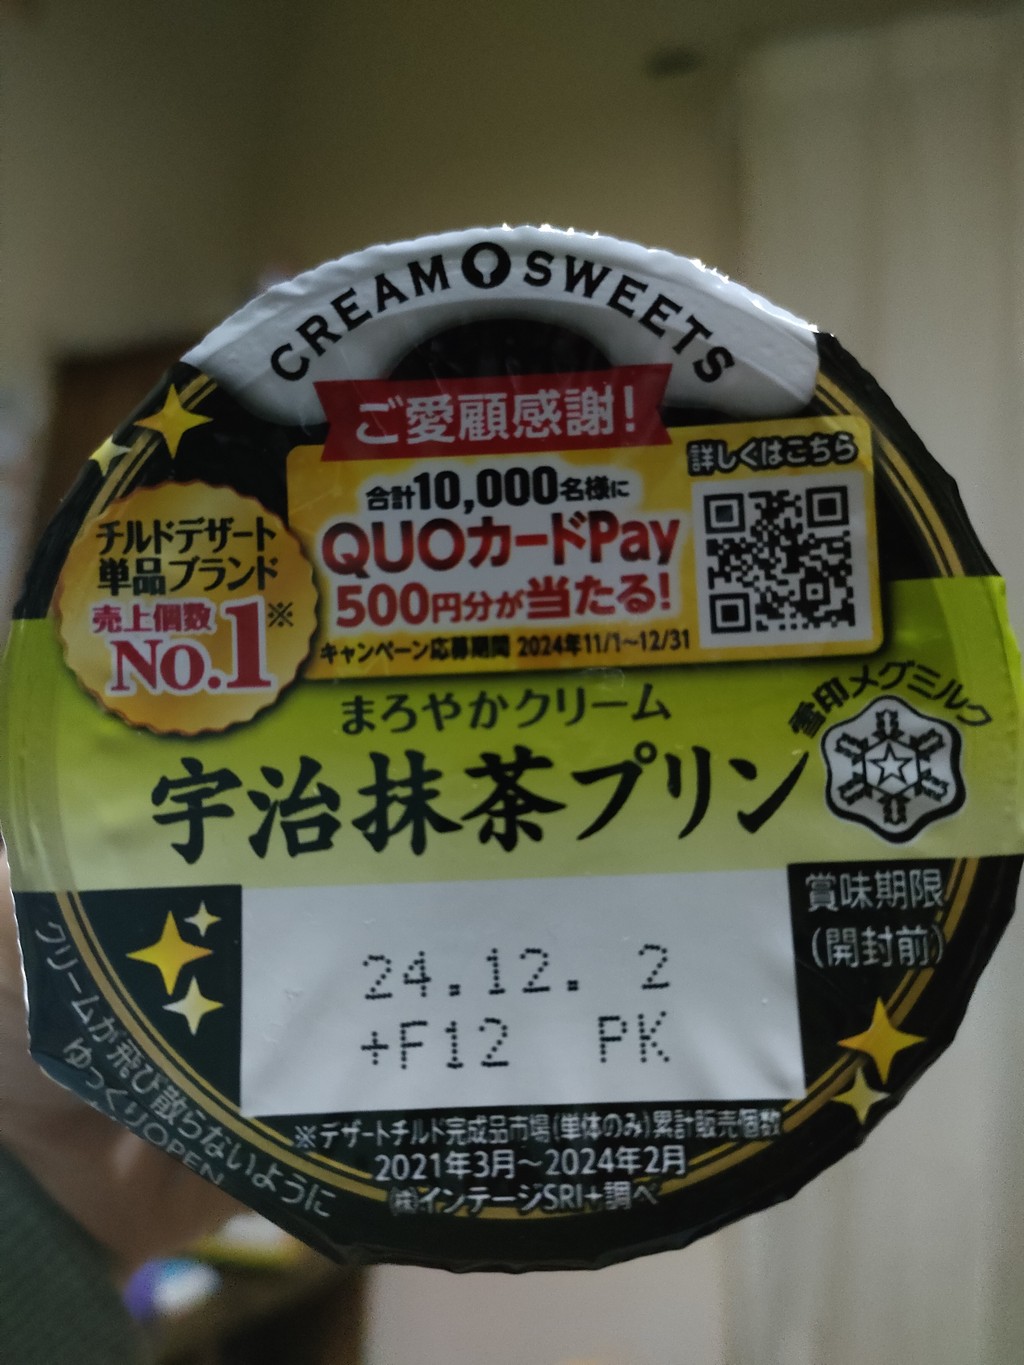 CREAM SWEETS
ご愛顧感謝!
詳しくはこちら
合計10,000名様に
QUOカードPay
500円分が当たる!
キャンペーン応募期間 2024年11/1～12/31
チルドデザート
単品ブランド
売上個数
No.1※
まろやかクリーム
宇治抹茶プリン
雪印メグミルク
賞味期限
(開封前)
24.12. 2
+F12 PK
クリームが飛び散らないように
ゆっくりOPEN
※デザートチルド完成品市場(単体のみ)累計販売個数
2021年3月～2024年2月
㈱インテージSRI+調べ